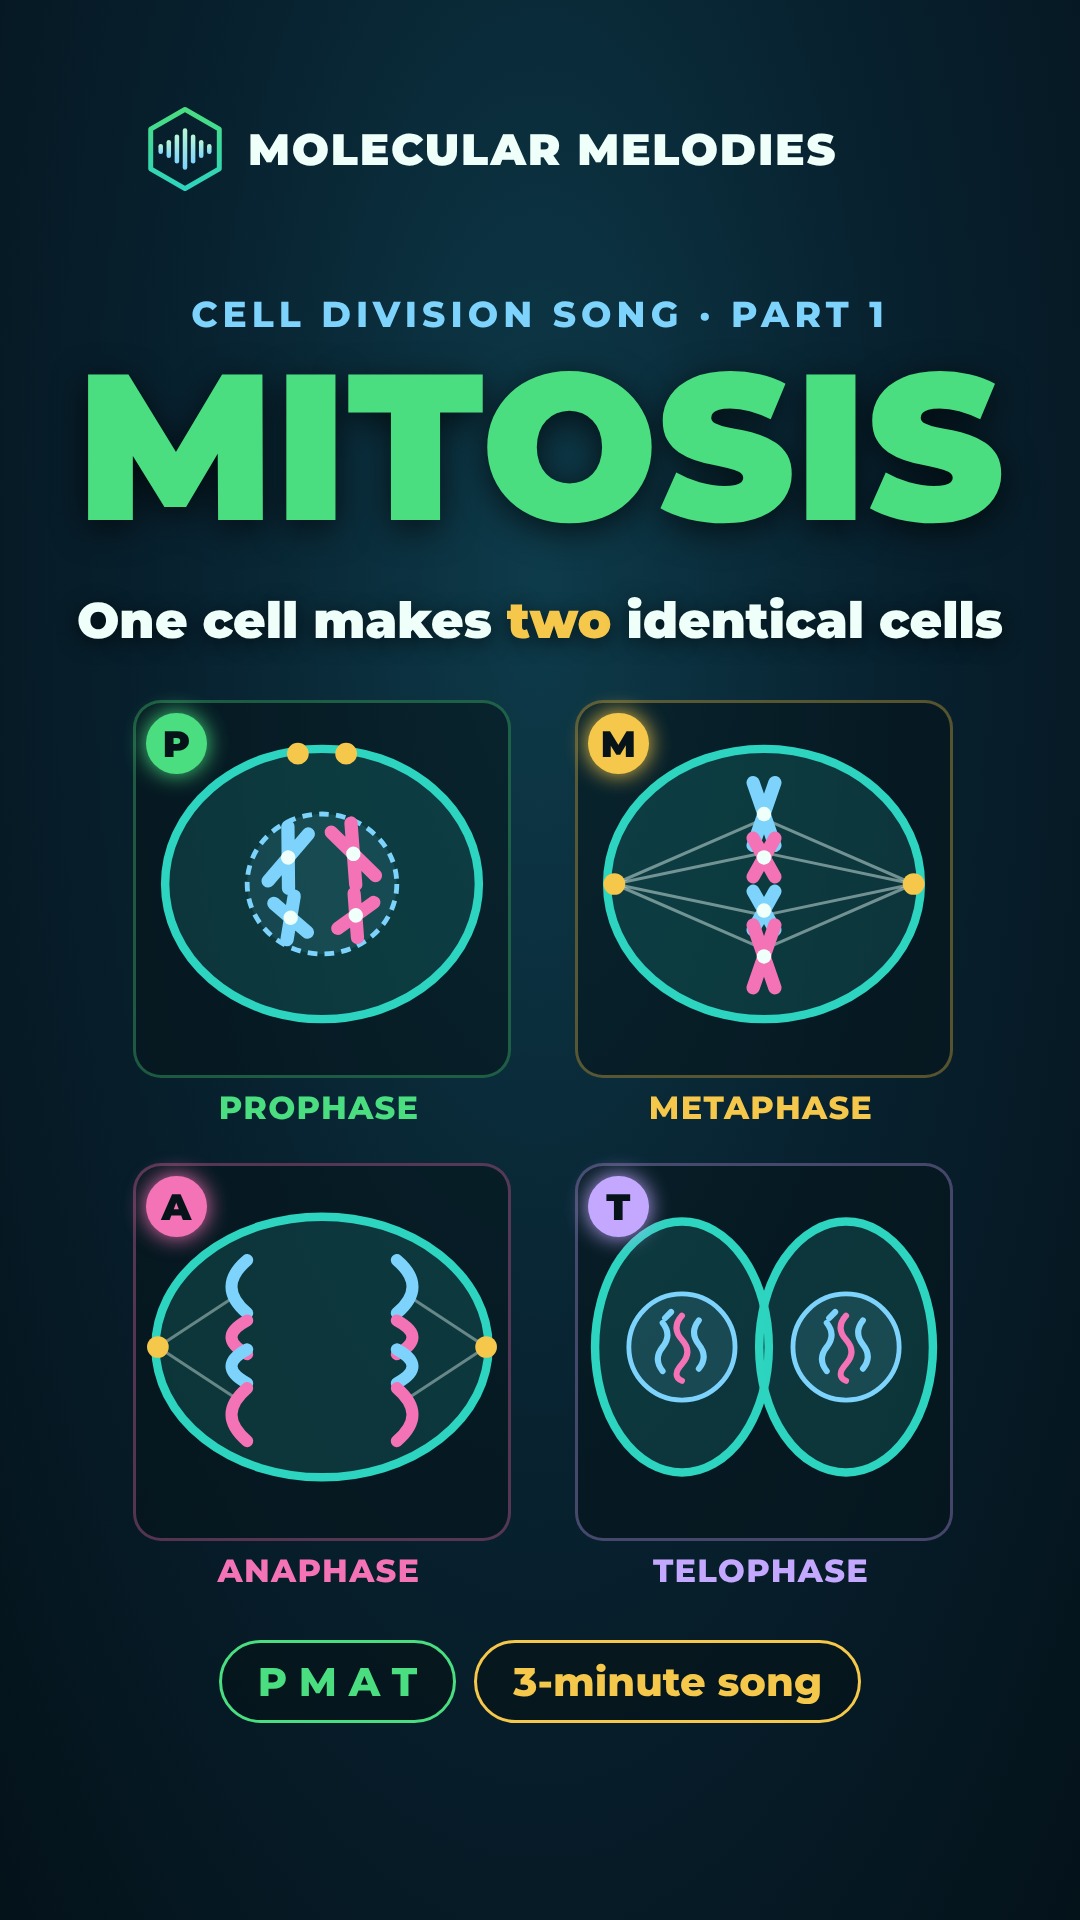 MOLECULAR MELODIES
CELL DIVISION SONG · PART 1
MITOSIS
One cell makes two identical cells
P
M
PROPHASE
METAPHASE
A
T
ANAPHASE
TELOPHASE
P M A T
3-minute song